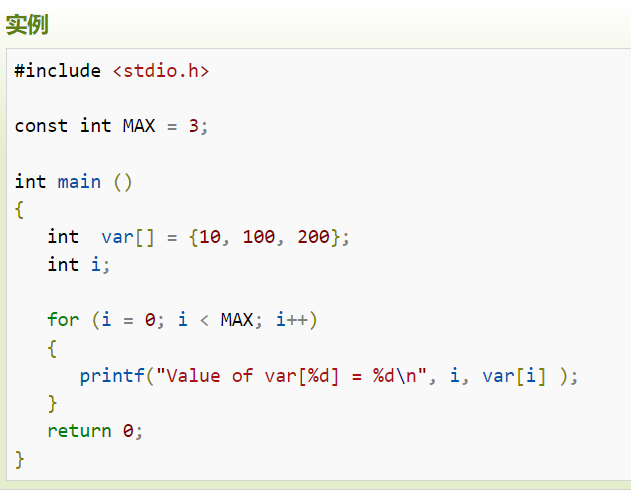 实例
#include <stdio.h>
const int MAX = 3;
int main ()
{
   int  var[] = {10, 100, 200};
   int i;
   for (i = 0; i < MAX; i++)
   {
      printf("Value of var[%d] = %d\n", i, var[i] );
   }
   return 0;
}